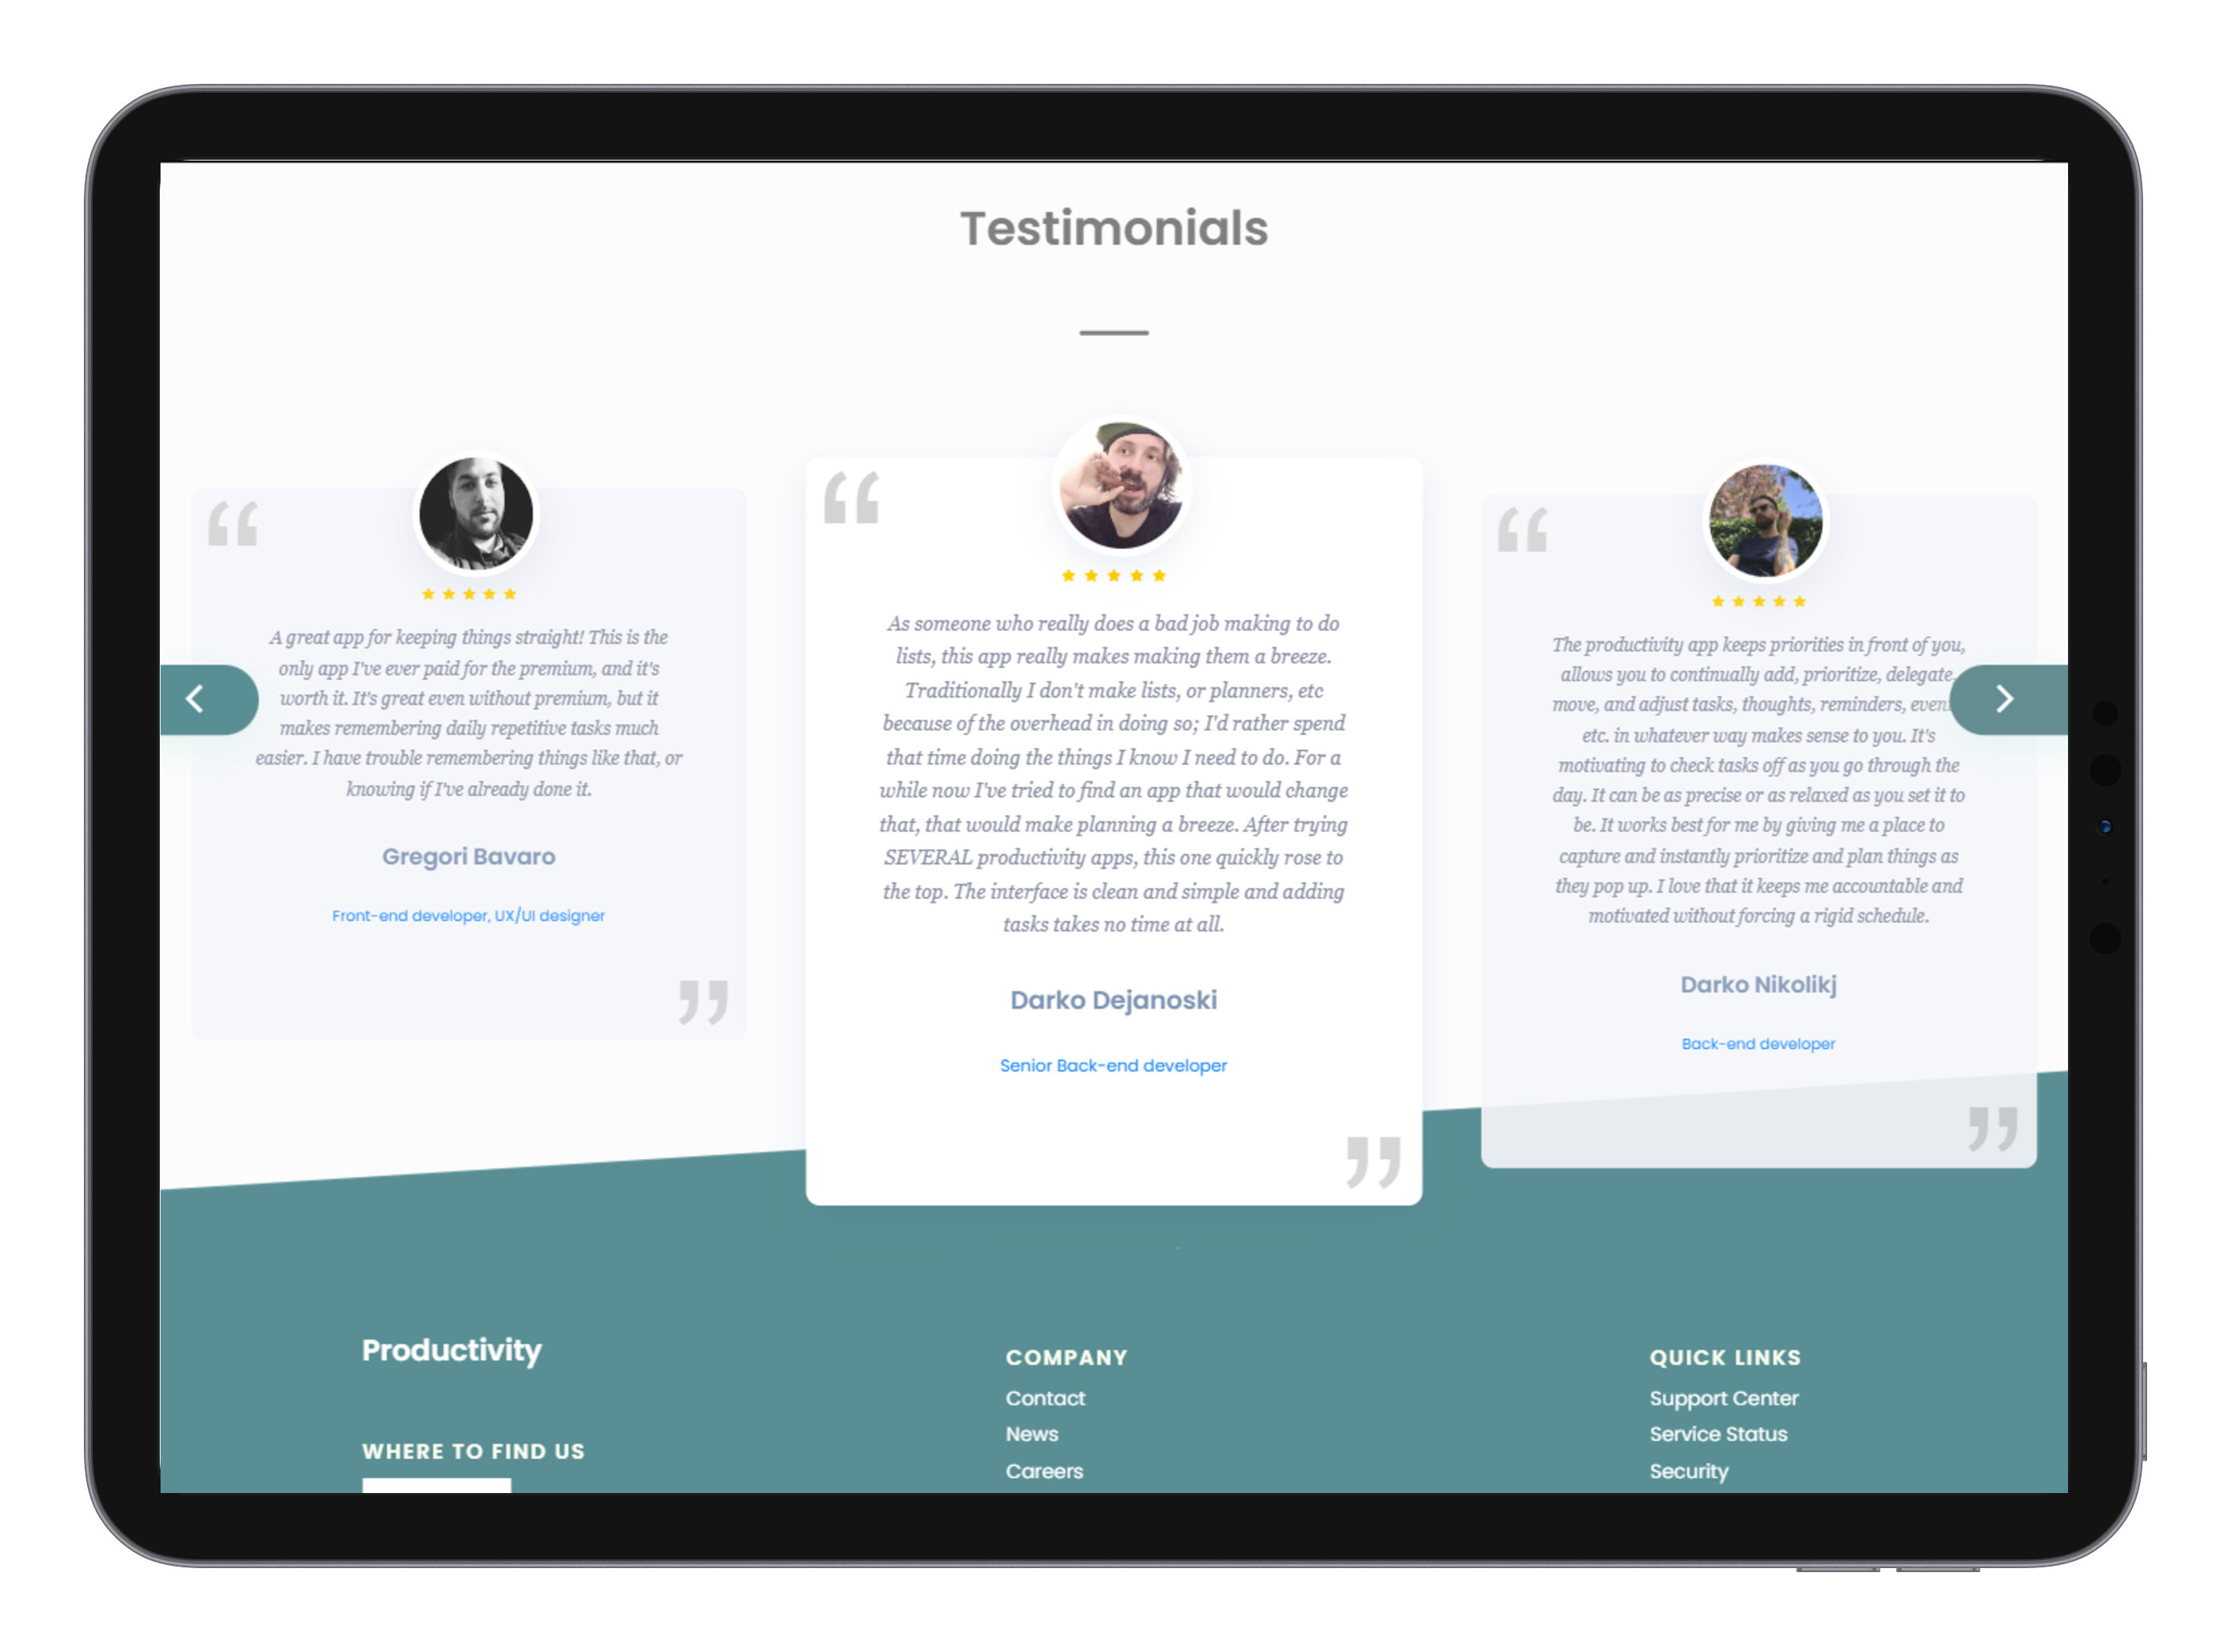 Testimonials
“
A great app for keeping things straight! This is the
only app I've ever paid for the premium, and it's
worth it. It's great even without premium, but it
makes remembering daily repetitive tasks much
easier. I have trouble remembering things like that, or
knowing if I've already done it.
Gregori Bavaro
Front-end developer, UX/UI designer
”
“
As someone who really does a bad job making to do
lists, this app really makes making them a breeze.
Traditionally I don't make lists, or planners, etc
because of the overhead in doing so; I'd rather spend
that time doing the things I know I need to do. For a
while now I've tried to find an app that would change
that, that would make planning a breeze. After trying
SEVERAL productivity apps, this one quickly rose to
the top. The interface is clean and simple and adding
tasks takes no time at all.
Darko Dejanoski
Senior Back-end developer
”
“
The productivity app keeps priorities in front of you,
allows you to continually add, prioritize, delegate,
move, and adjust tasks, thoughts, reminders,
etc. in whatever way makes sense to you. It's
motivating to check tasks off as you go through the
day. It can be as precise or as relaxed as you set it to
be. It works best for me by giving me a place to
capture and instantly prioritize and plan things as
they pop up. I love that it keeps me accountable and
motivated without forcing a rigid schedule.
Darko Nikolikj
Back-end developer
”
Productivity
WHERE TO FIND US
COMPANY
Contact
News
Careers
QUICK LINKS
Support Center
Service Status
Security